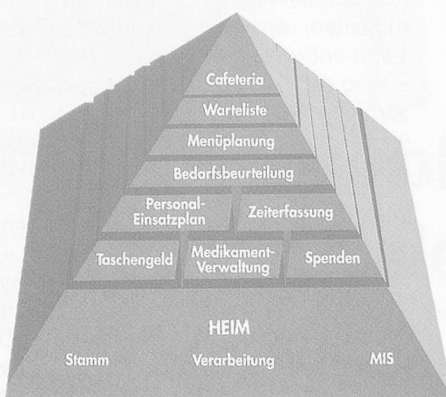 Cafeteria
Warteliste
Menüplanung
Bedarfsbeurteilung
Personal-
Einsatzplan
Zeiterfassung
Taschengeld
Medikament-
Verwaltung
Spenden
HEIM
Stamm Verarbeitung MIS